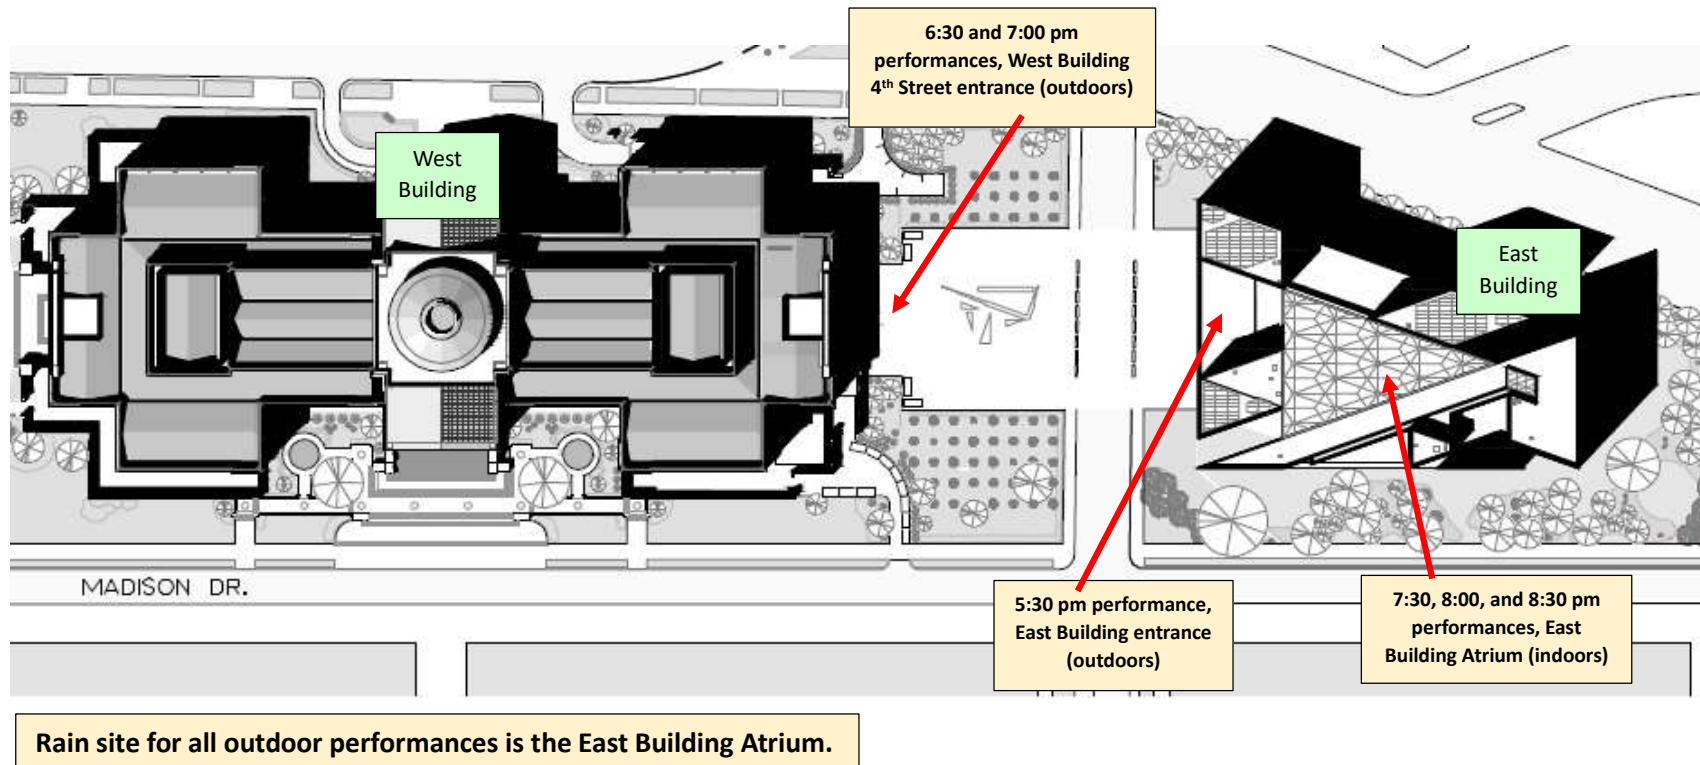 6:30 and 7:00 pm
performances, West Building
4th Street entrance (outdoors)
West
Building
East
Building
MADISON DR.
5:30 pm performance,
East Building entrance
(outdoors)
7:30, 8:00, and 8:30 pm
performances, East
Building Atrium (indoors)
Rain site for all outdoor performances is the East Building Atrium.